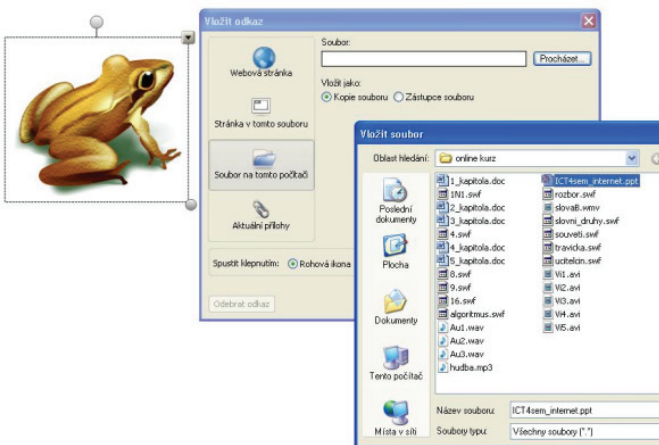 Vložit odkaz
Webová stránka
Stránka v tomto souboru
Soubor na tomto počítači
Aktuální přílohy
Soubor:
Procházet...
Vložit jako:
Kopie souboru Zástupce souboru
Spustit klepnutím: Rohová ikona
Odebrat odkaz
Vložit soubor
Oblast hledání: online kurz
Poslední dokumenty
Plocha
Dokumenty
Tento počítač
Místa v síti
1_kapitola.doc
1N1.swf
2_kapitola.doc
3_kapitola.doc
4.swf
4_kapitola.doc
5_kapitola.doc
8.swf
9.swf
16.swf
algoritmus.swf
Au1.wav
Au2.wav
Au3.wav
hudba.mp3
ICT4sem_internet.ppt
rozbor.swf
slovaB.wmv
slovni_druhy.swf
souveti.swf
travicka.swf
ucitelcin.swf
Vi1.avi
Vi2.avi
Vi3.avi
Vi4.avi
Vi5.avi
Název souboru: ICT4sem_internet.ppt
Soubory typu: Všechny soubory (*.*)